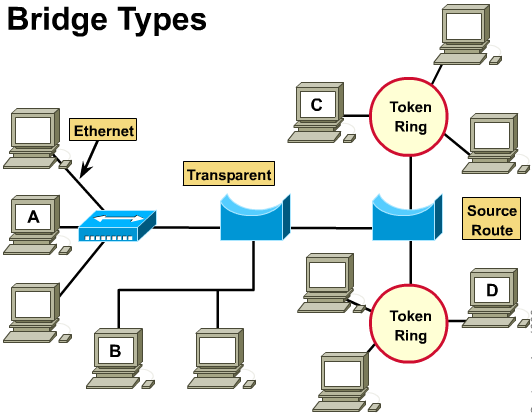 Bridge Types
Ethernet
A
B
Transparent
C
Token
Ring
Source
Route
D
Token
Ring